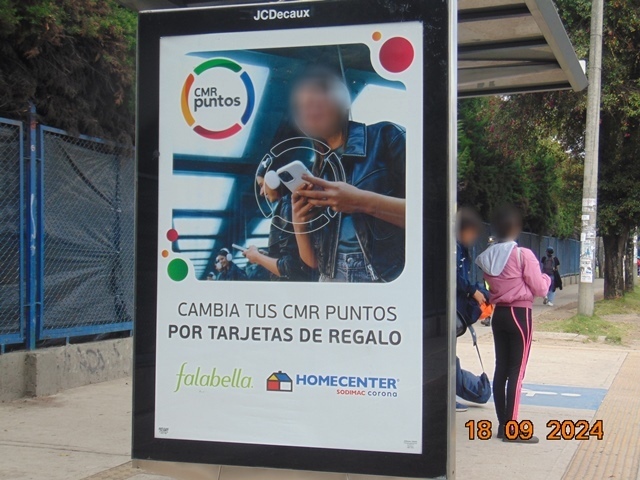 JCDecaux
CMR
puntos
CAMBIA TUS CMR PUNTOS
POR TARJETAS DE REGALO
falabella.
HOMECENTER
SODIMAC corona
18 09 2024